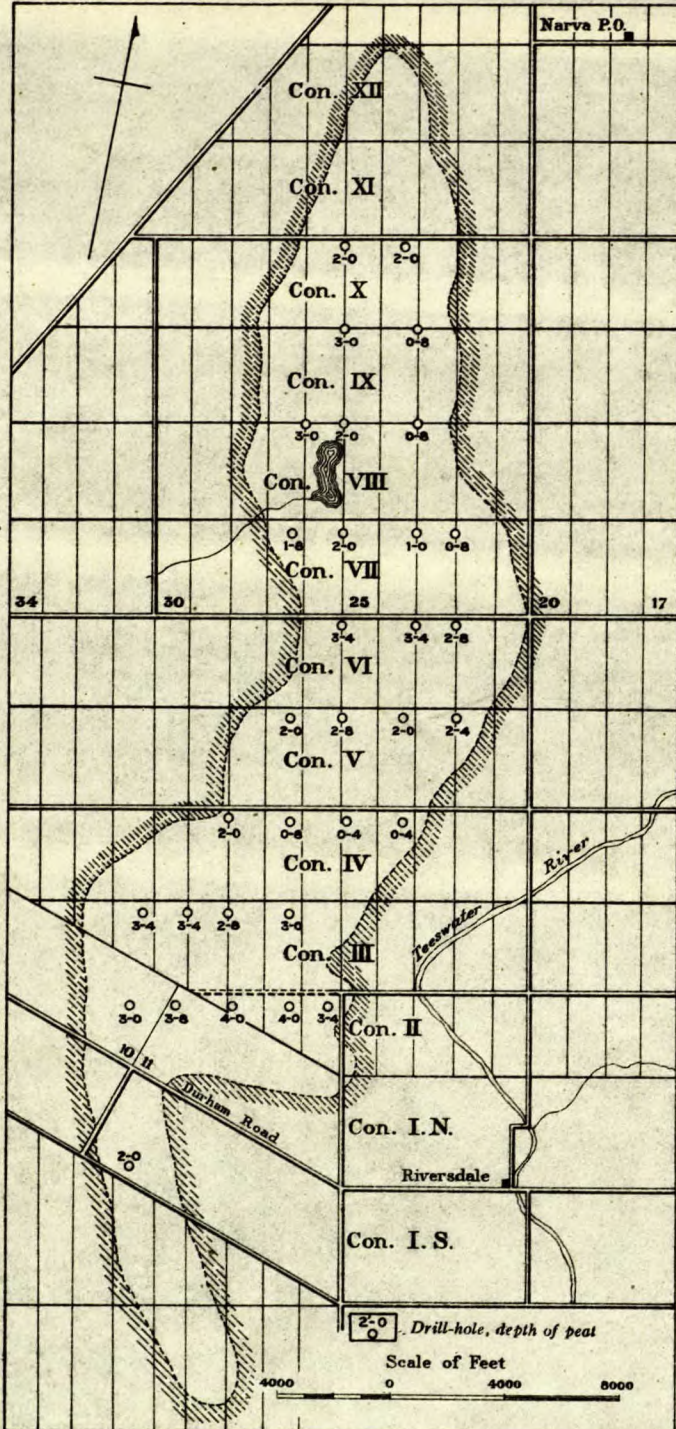 Narva P.O.
Con. XII
Con. XI
2-0 2-0
Con. X
3-0 0-8
Con. IX
3-0 2-0 0-8
Con. VIII
1-8 2-0 1-0 0-8
Con. VII
34 30 25 20 17
3-4 3-4 2-8
Con. VI
2-0 2-8 2-0 2-4
Con. V
2-0 0-8 0-4 0-4
Con. IV
River
Teeswater
3-4 3-4 2-8 3-0
Con. III
3-0 3-8 4-0 4-0 3-4
Con. II
10 11
Durham Road
Con. I.N.
2-0
Riversdale
Con. I.S.
2-0 Drill-hole, depth of peat
Scale of Feet
4000 0 4000 8000